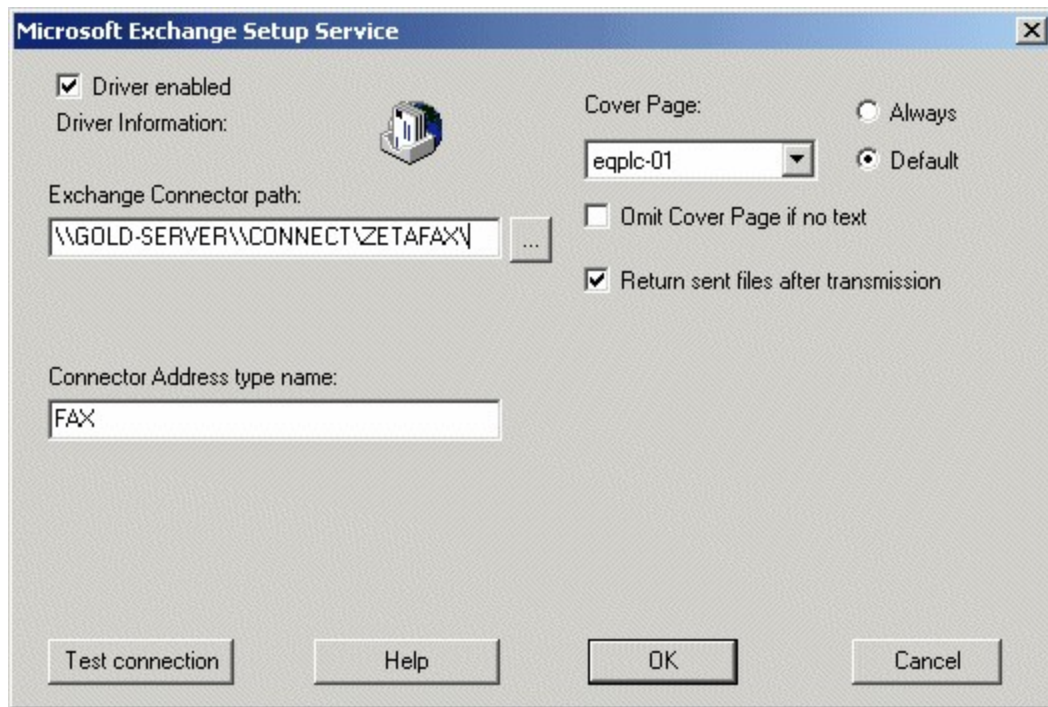 Microsoft Exchange Setup Service
Driver enabled
Driver Information:
Exchange Connector path:
\\GOLD-SERVER\\CONNECT\ZETAFAX\
...
Connector Address type name:
FAX
Cover Page:
eqplc-01
Always
Default
Omit Cover Page if no text
Return sent files after transmission
Test connection
Help
OK
Cancel